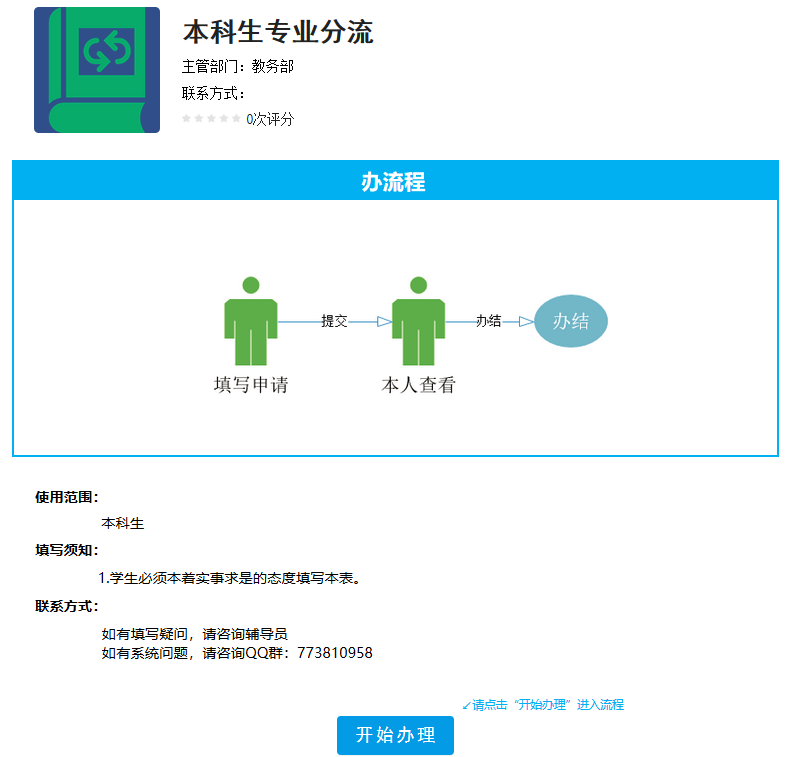 本科生专业分流
主管部门：教务部
联系方式：
0次评分
办流程
提交
办结
办结
填写申请
本人查看
使用范围：
本科生
填写须知：
1.学生必须本着实事求是的态度填写本表。
联系方式：
如有填写疑问，请咨询辅导员
如有系统问题，请咨询QQ群：773810958
↙请点击“开始办理”进入流程
开始办理